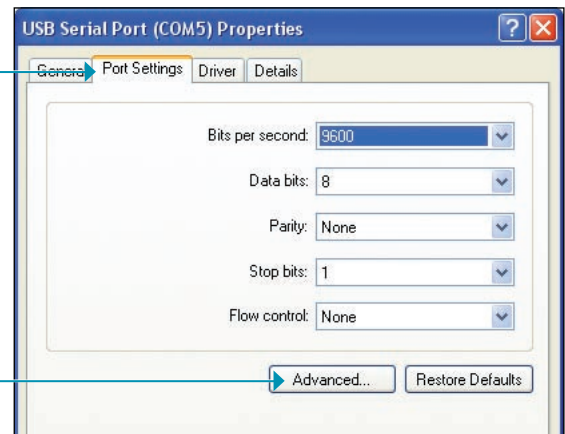 USB Serial Port (COM5) Properties
General Port Settings Driver Details
Bits per second: 9600
Data bits: 8
Parity: None
Stop bits: 1
Flow control: None
Advanced... Restore Defaults